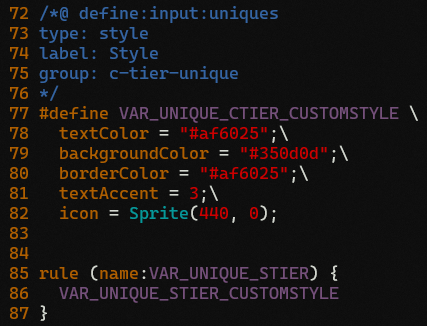 72 /*@ define:input:uniques
73 type: style
74 label: Style
75 group: c-tier-unique
76 */
77 #define VAR_UNIQUE_CTIER_CUSTOMSTYLE \
78   textColor = "#af6025";\
79   backgroundColor = "#350d0d";\
80   borderColor = "#af6025";\
81   textAccent = 3;\
82   icon = Sprite(440, 0);
83
84
85 rule (name:VAR_UNIQUE_STIER) {
86   VAR_UNIQUE_STIER_CUSTOMSTYLE
87 }